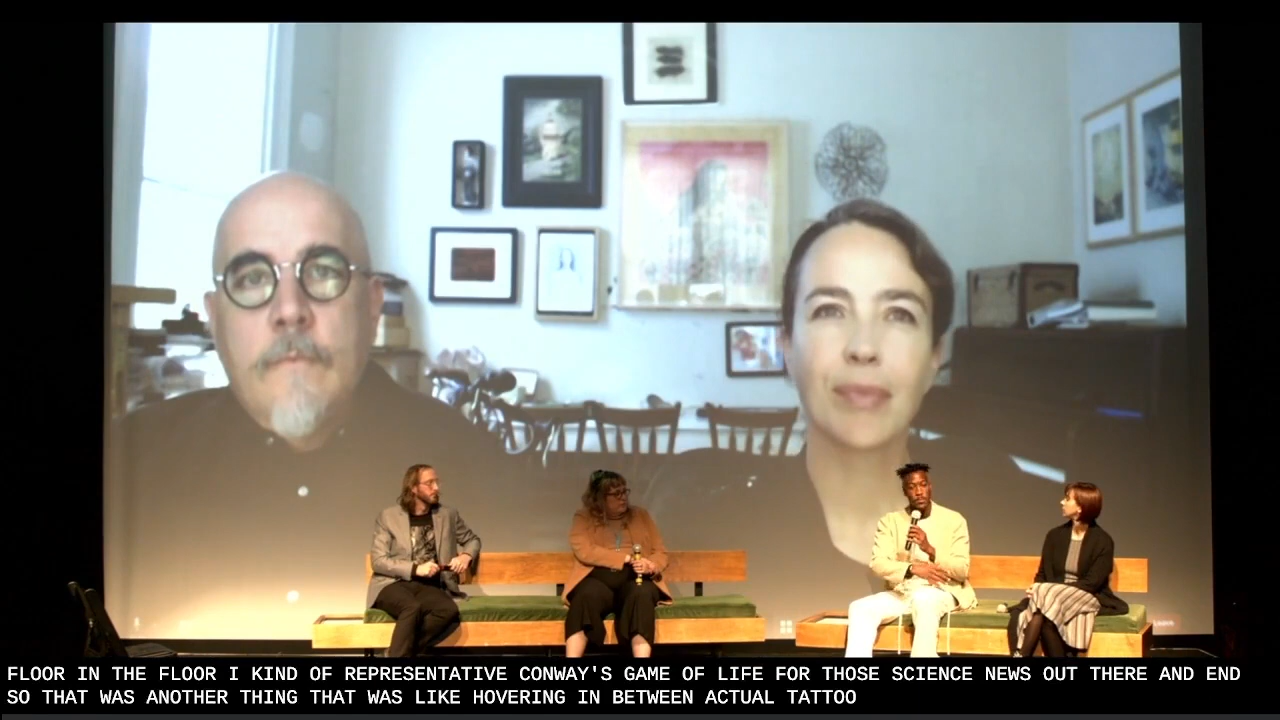 FLOOR IN THE FLOOR I KIND OF REPRESENTATIVE CONWAY'S GAME OF LIFE FOR THOSE SCIENCE NEWS OUT THERE AND END
SO THAT WAS ANOTHER THING THAT WAS LIKE HOVERING IN BETWEEN ACTUAL TATTOO